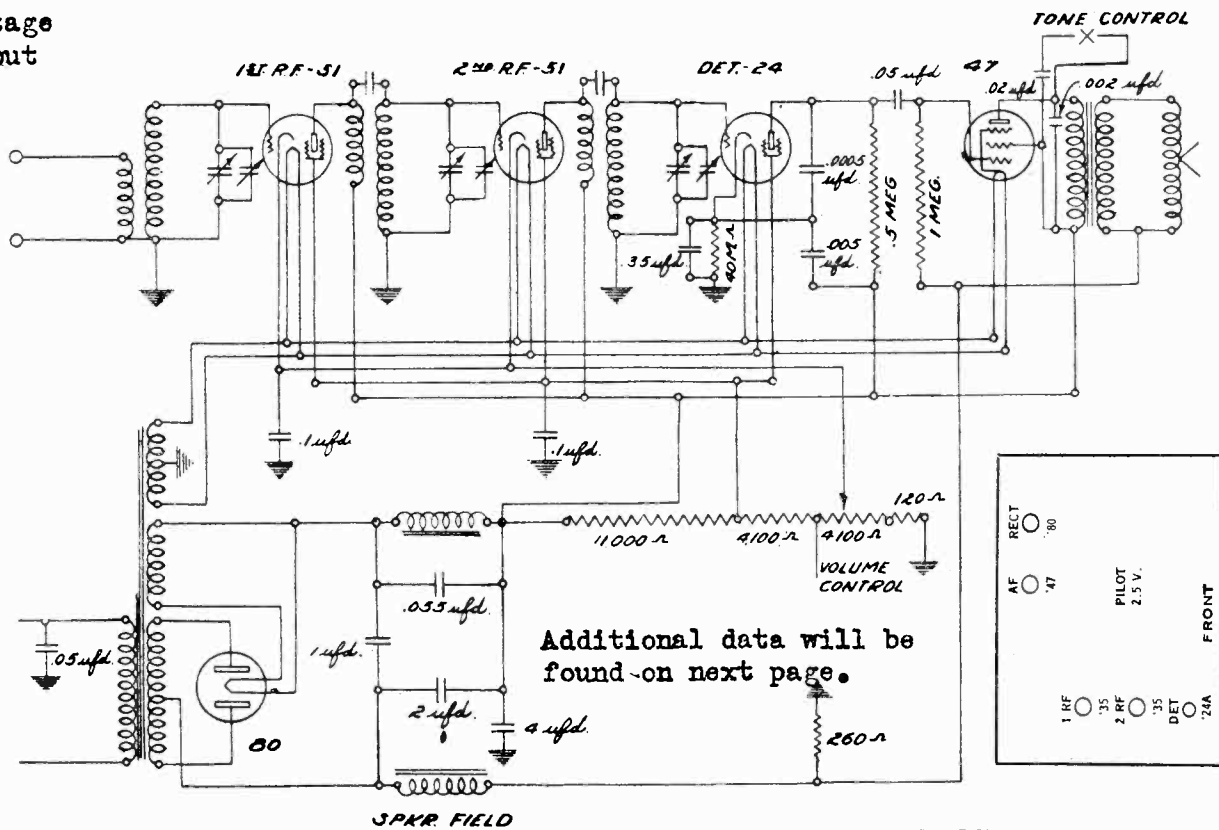 tage
out
TONE CONTROL
1ST R.F.-51
2ND R.F.-51
DET.-24
.05 ufd
47
.02 ufd
.002 ufd
.0005
ufd.
.5 MEG.
1 MEG.
.35 ufd
40M Ω
.005
ufd.
.1 ufd.
.1 ufd.
11000 Ω
4100 Ω
4100 Ω
120 Ω
VOLUME
CONTROL
.055 ufd.
1 ufd.
.05 ufd.
2 ufd.
4 ufd.
80
Additional data will be
found on next page.
260 Ω
SPKR. FIELD
RECT
'80
AF
'47
PILOT
2.5 V.
FRONT
1 RF
'35
2 RF
'35
DET
'24A